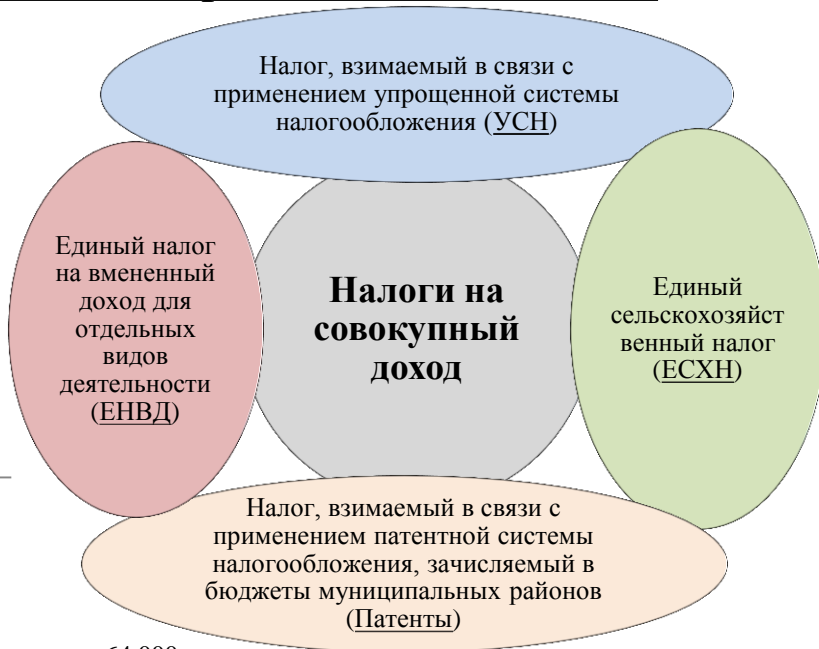 Налог, взимаемый в связи с
применением упрощенной системы
налогообложения (УСН)
Единый налог
на вмененный
доход для
отдельных
видов
деятельности
(ЕНВД)
Налоги на
совокупный
доход
Единый
сельскохозяйст
венный налог
(ЕСХН)
Налог, взимаемый в связи с
применением патентной системы
налогообложения, зачисляемый в
бюджеты муниципальных районов
(Патенты)